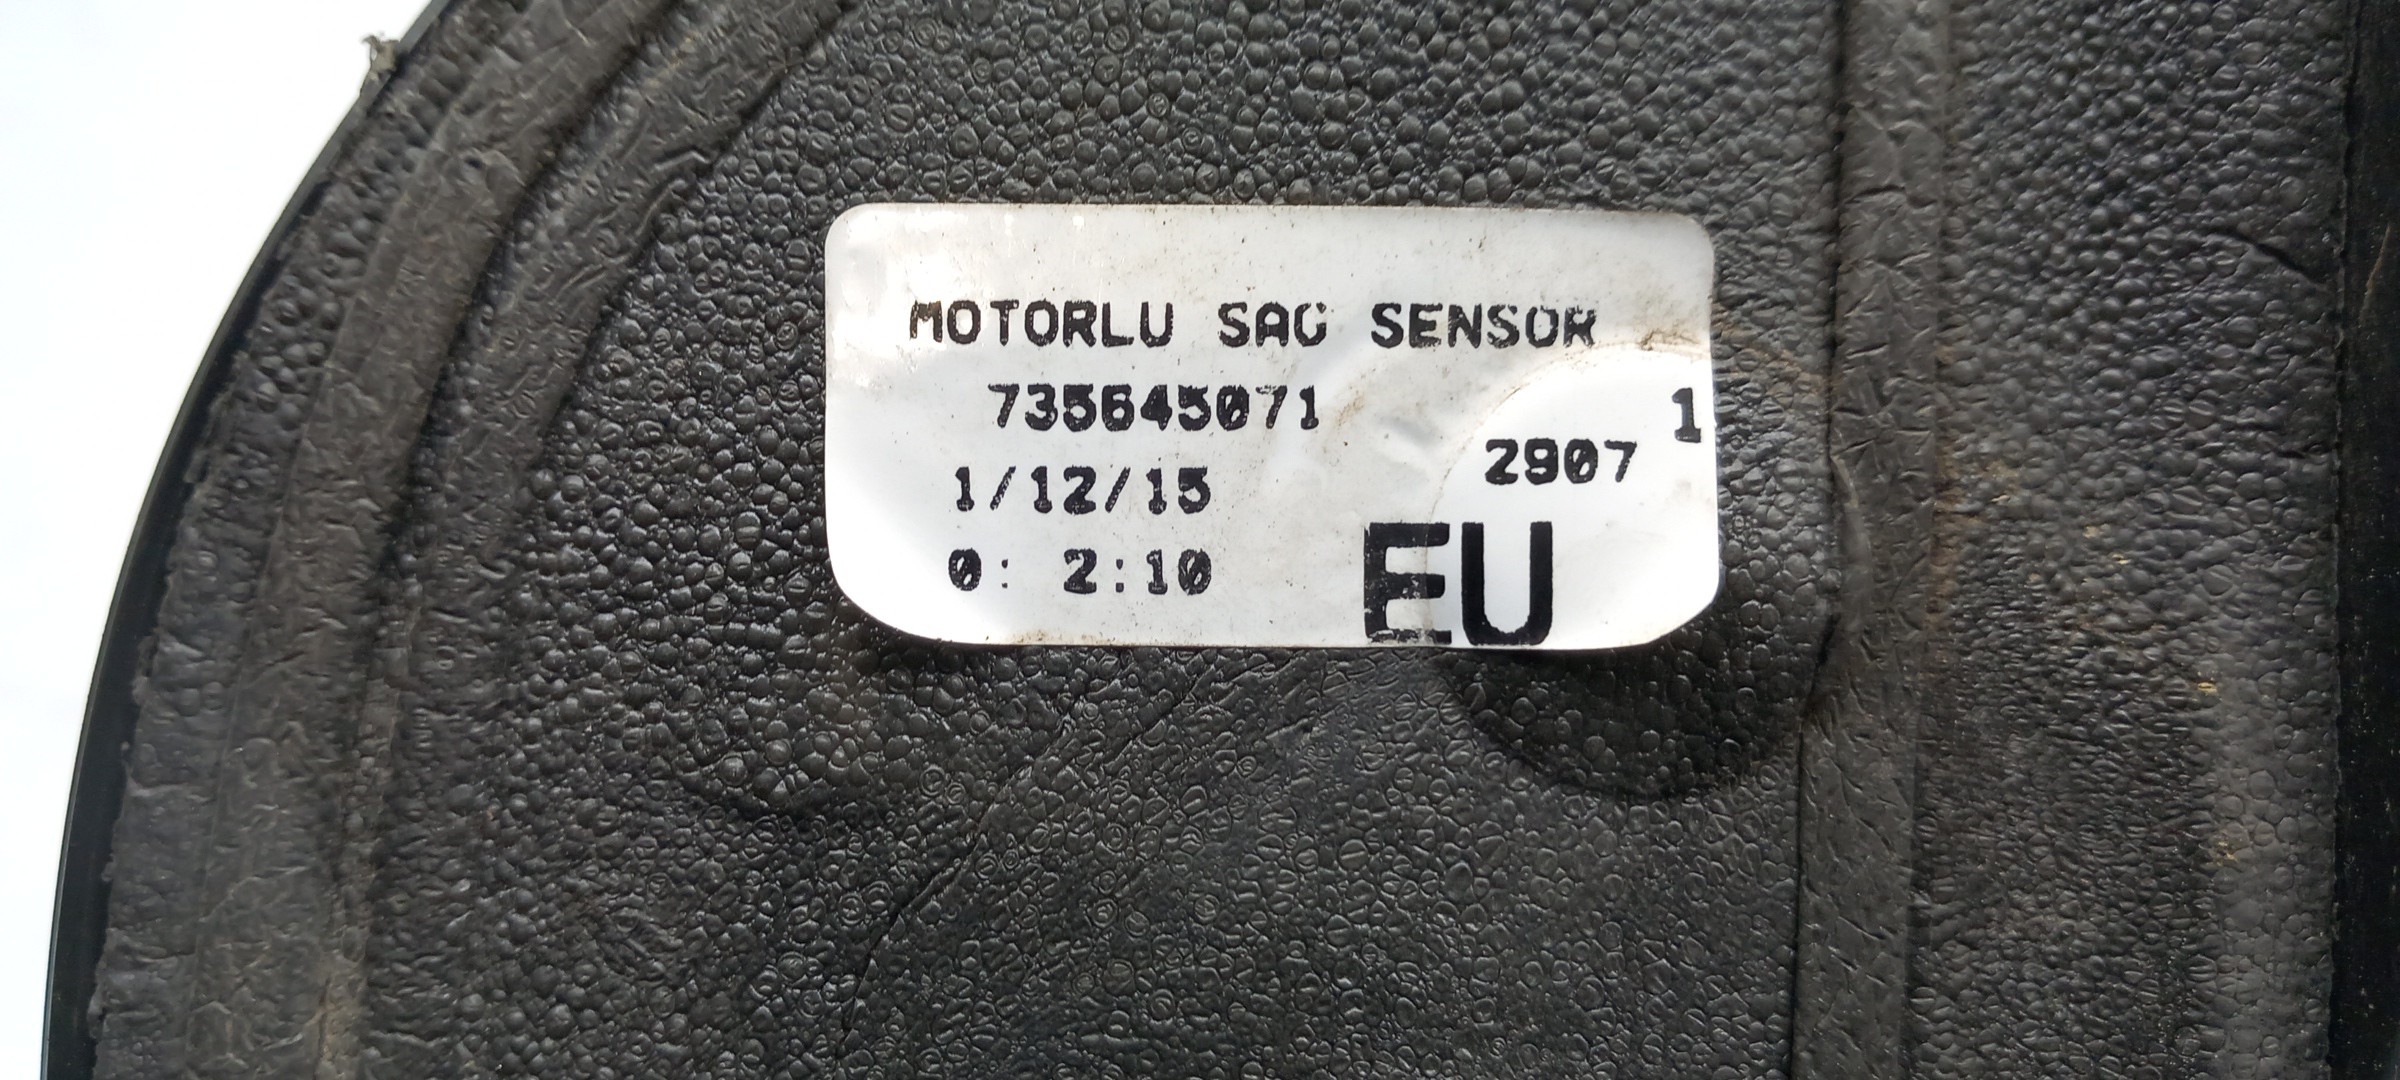 MOTORLU SAG SENSOR
735645071
1
2907
1/12/15
0: 2:10
EU